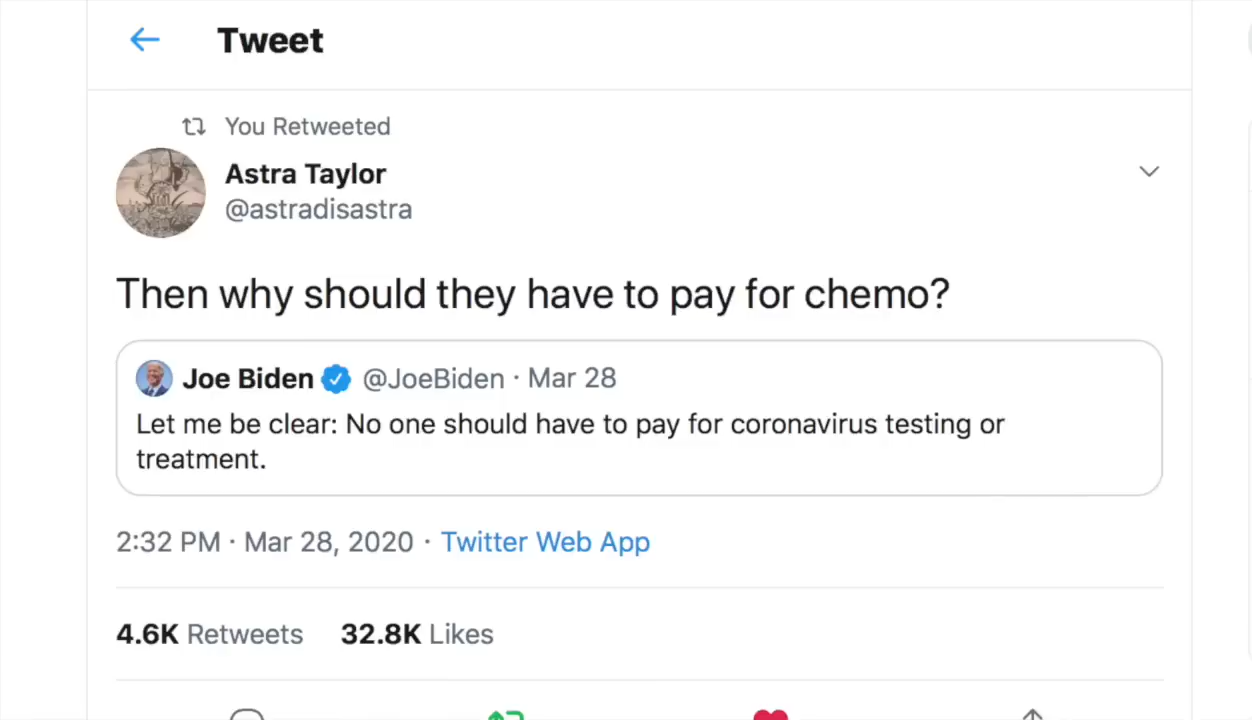 Tweet
You Retweeted
Astra Taylor
@astradisastra
Then why should they have to pay for chemo?
Joe Biden @JoeBiden · Mar 28
Let me be clear: No one should have to pay for coronavirus testing or
treatment.
2:32 PM · Mar 28, 2020 · Twitter Web App
4.6K Retweets 32.8K Likes